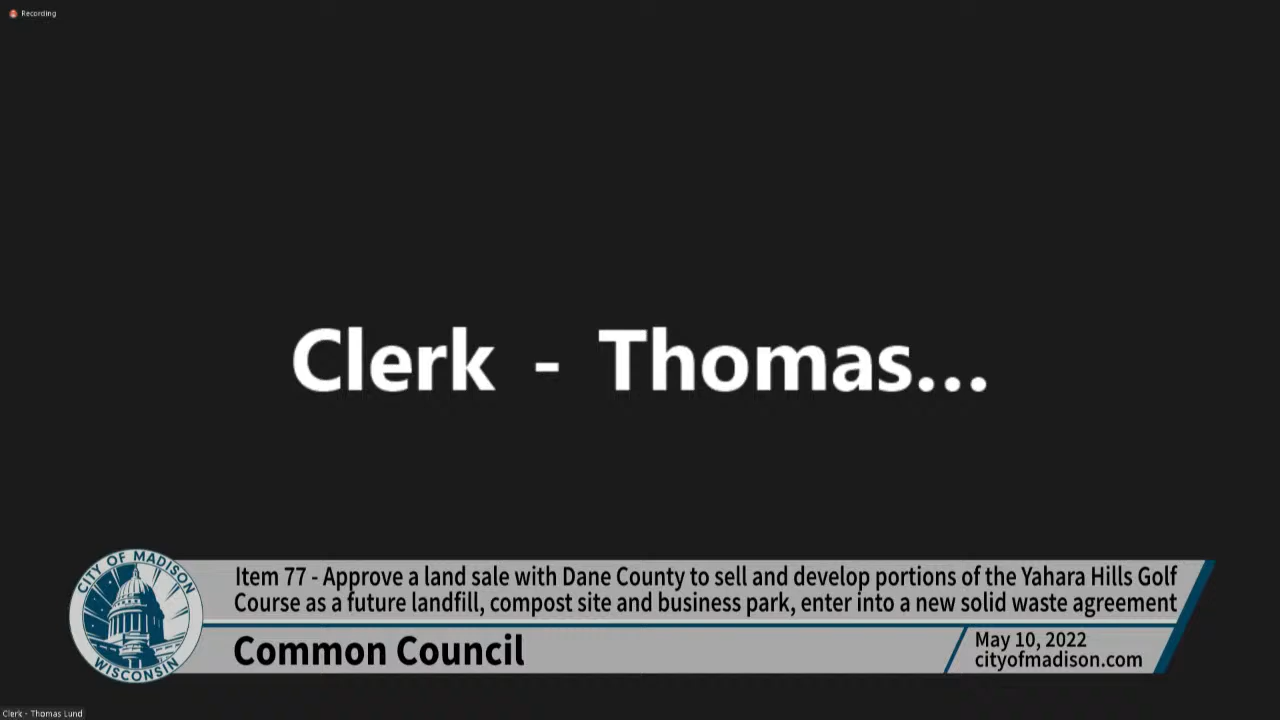 Recording
Clerk - Thomas...
CITY OF MADISON
WISCONSIN
Item 77 - Approve a land sale with Dane County to sell and develop portions of the Yahara Hills Golf
Course as a future landfill, compost site and business park, enter into a new solid waste agreement
Common Council
May 10, 2022
cityofmadison.com
Clerk - Thomas Lund